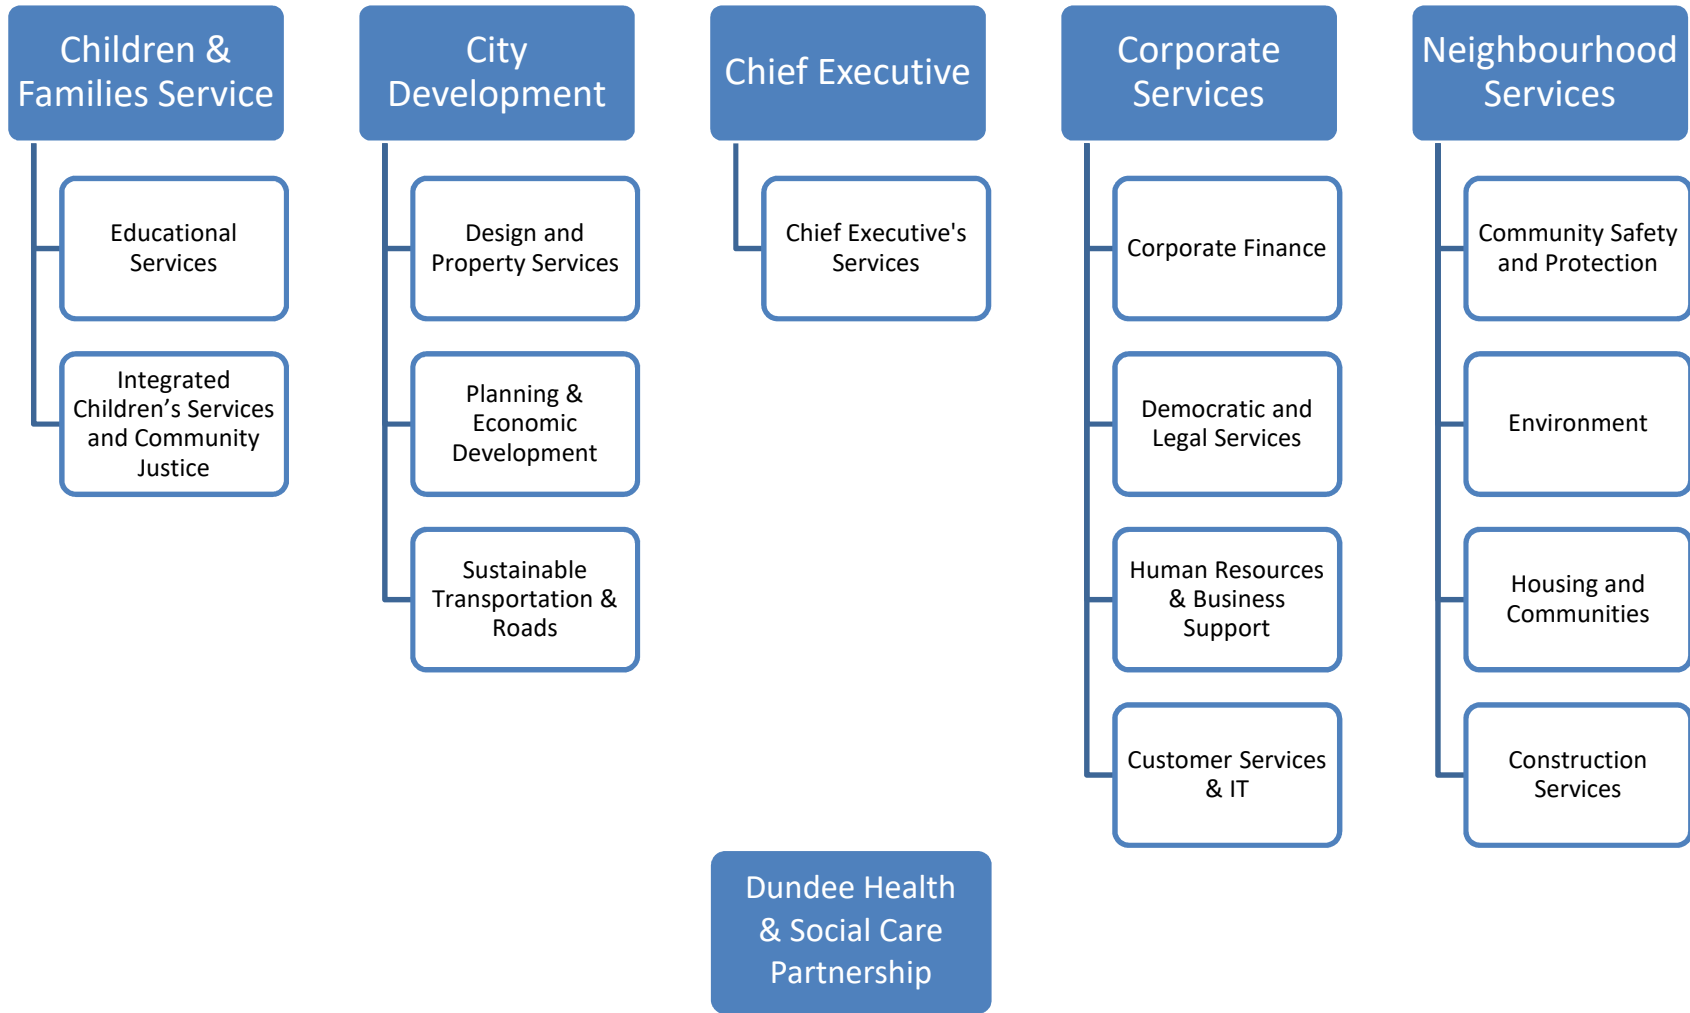 Children &
Families Service
Educational
Services
Integrated
Children’s Services
and Community
Justice
City
Development
Design and
Property Services
Planning &
Economic
Development
Sustainable
Transportation &
Roads
Chief Executive
Chief Executive's
Services
Corporate
Services
Corporate Finance
Democratic and
Legal Services
Human Resources
& Business
Support
Customer Services
& IT
Neighbourhood
Services
Community Safety
and Protection
Environment
Housing and
Communities
Construction
Services
Dundee Health
& Social Care
Partnership